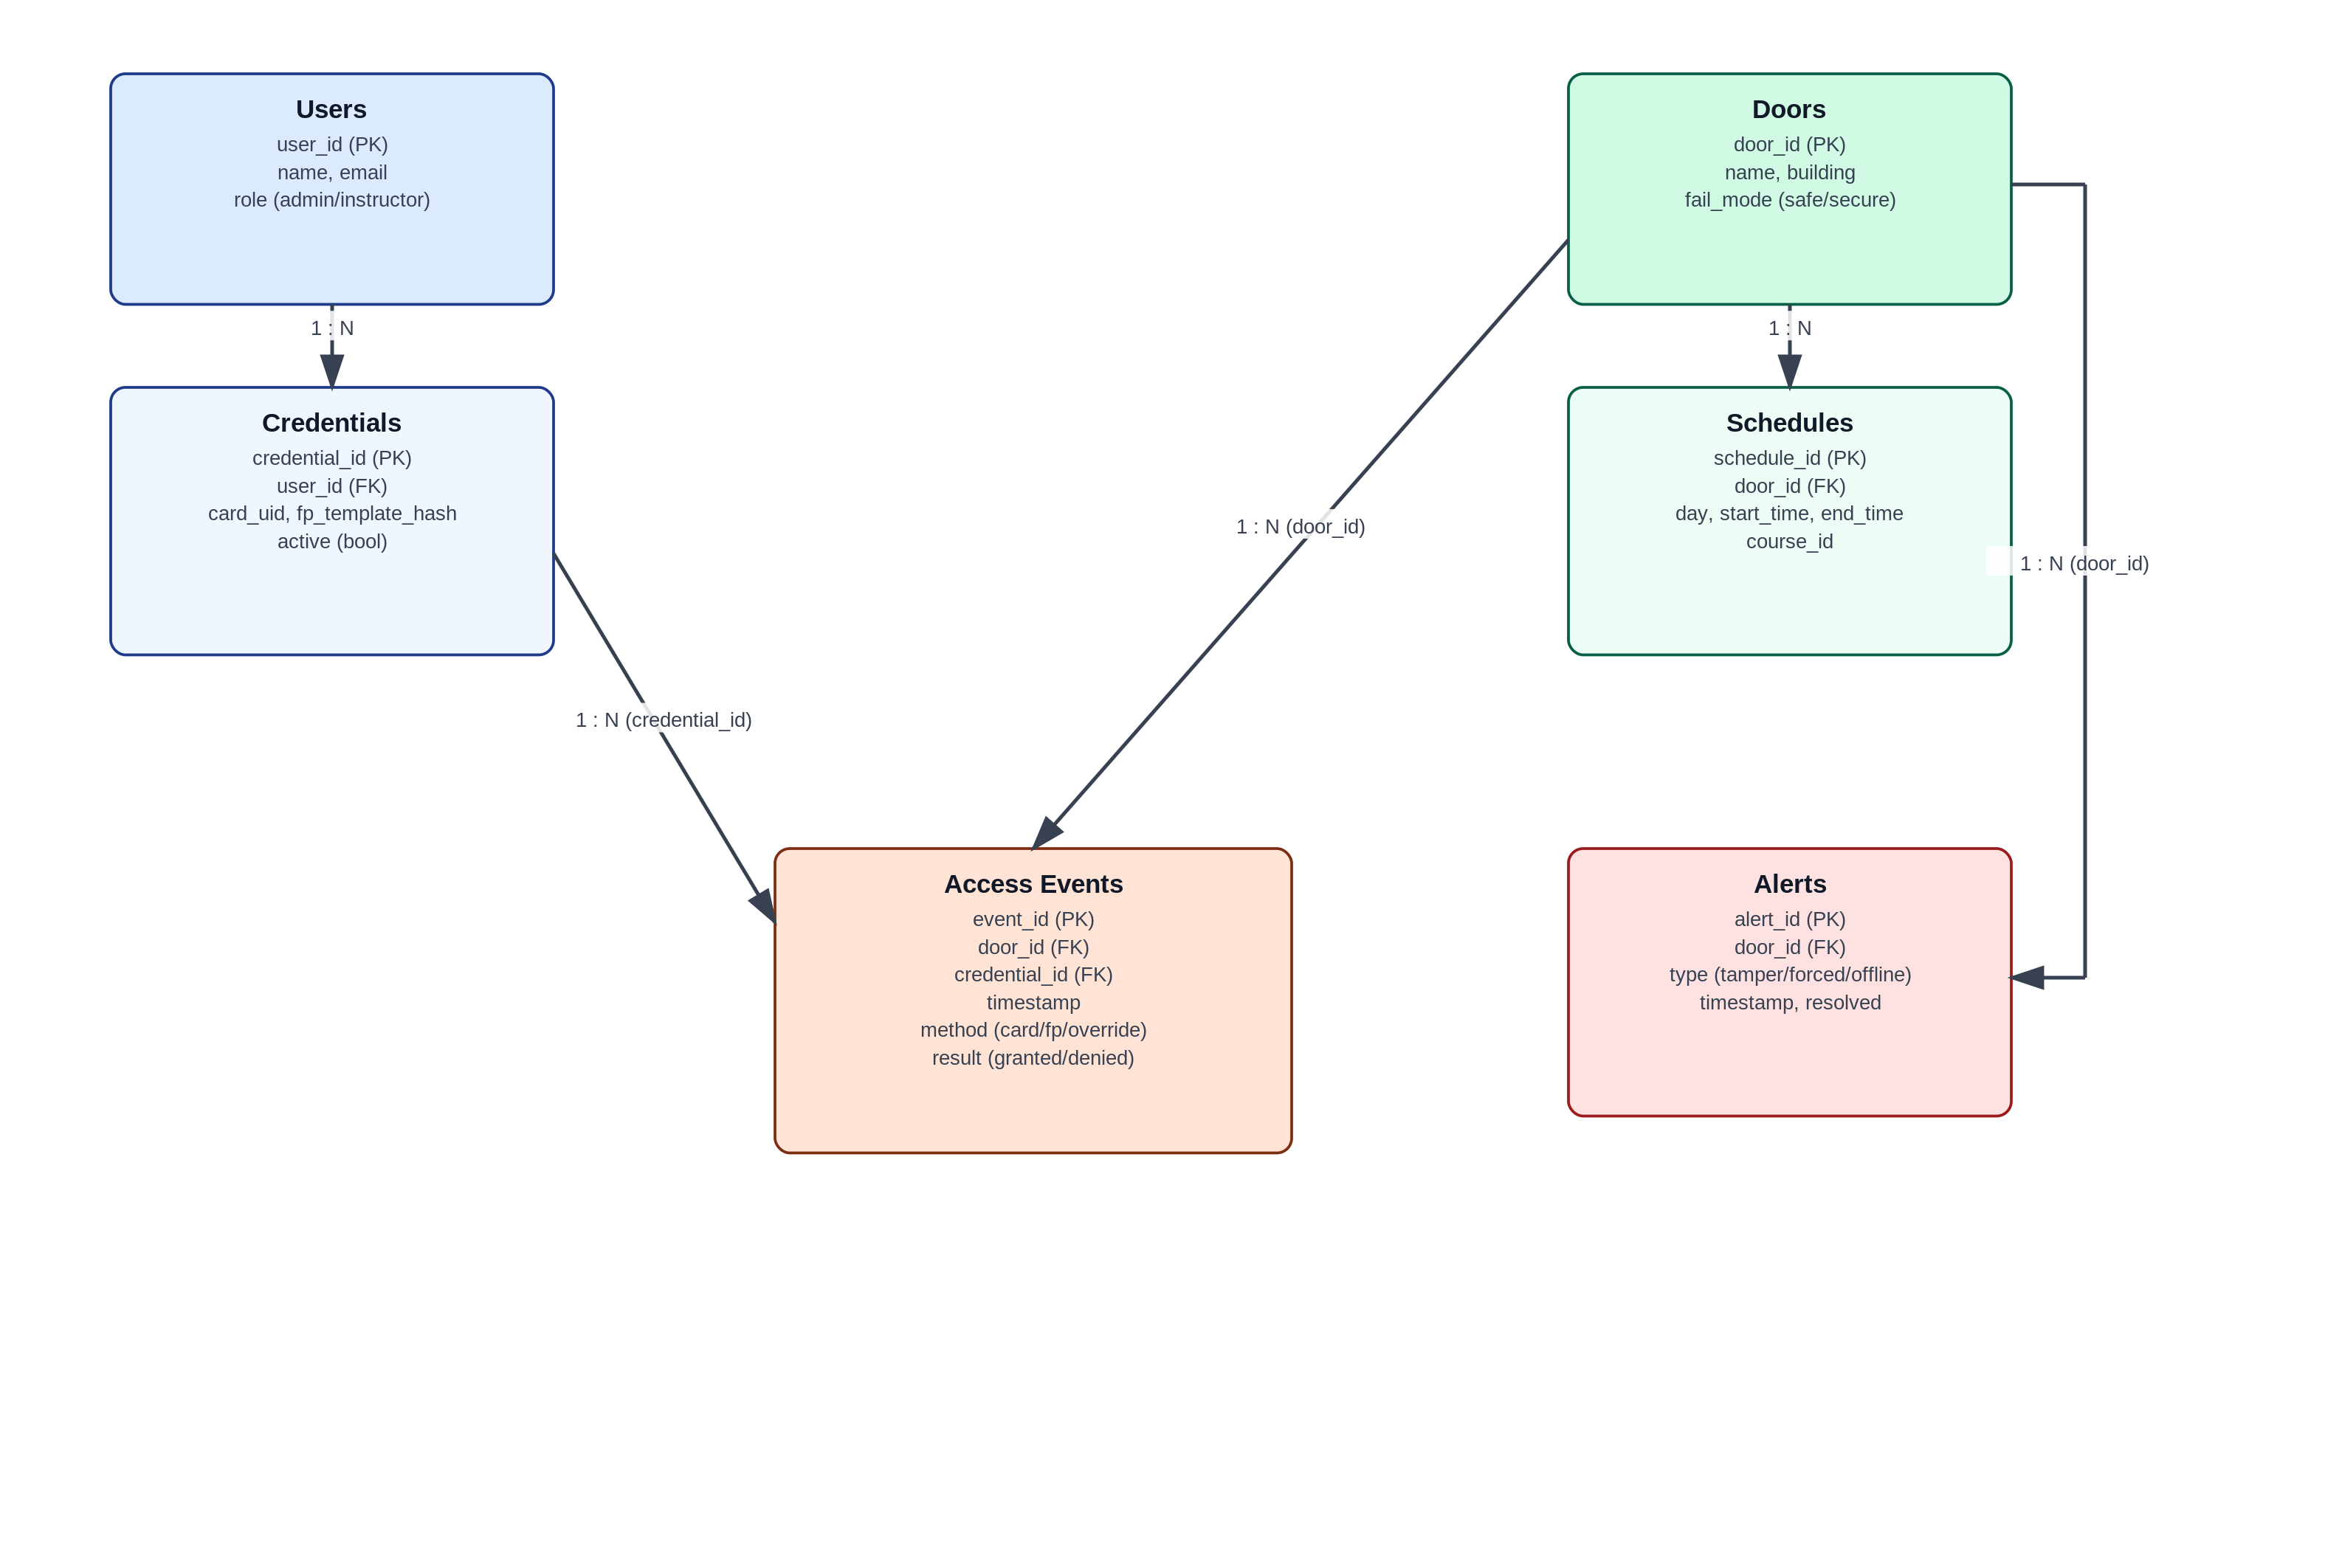 Users
user_id (PK)
name, email
role (admin/instructor)
1 : N
Credentials
credential_id (PK)
user_id (FK)
card_uid, fp_template_hash
active (bool)
1 : N (credential_id)
Doors
door_id (PK)
name, building
fail_mode (safe/secure)
1 : N
Schedules
schedule_id (PK)
door_id (FK)
day, start_time, end_time
course_id
1 : N (door_id)
1 : N (door_id)
Access Events
event_id (PK)
door_id (FK)
credential_id (FK)
timestamp
method (card/fp/override)
result (granted/denied)
Alerts
alert_id (PK)
door_id (FK)
type (tamper/forced/offline)
timestamp, resolved